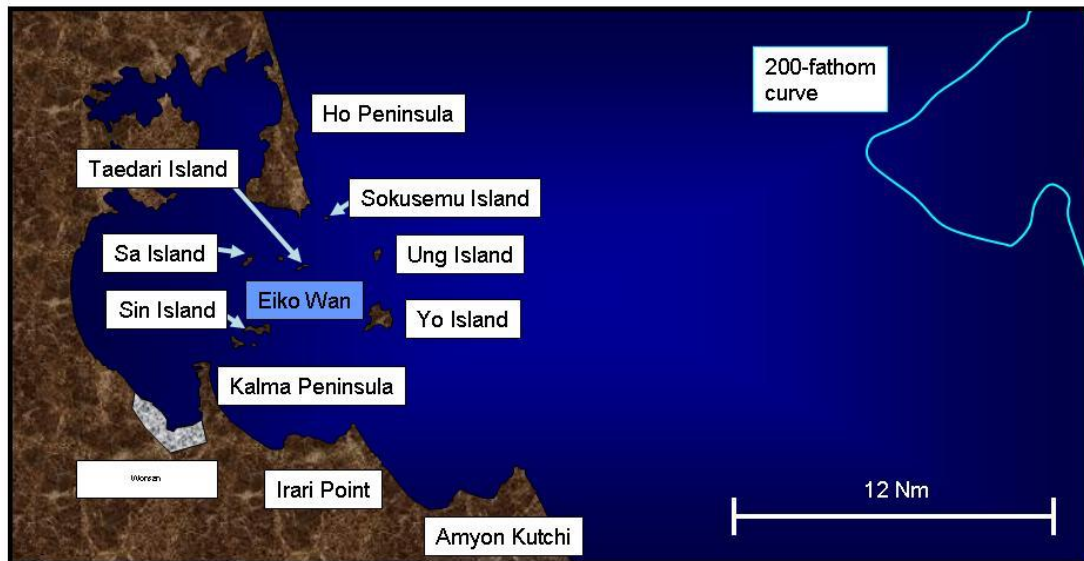 200-fathom
curve
Ho Peninsula
Taedari Island
Sokusemu Island
Sa Island
Ung Island
Eiko Wan
Sin Island
Yo Island
Kalma Peninsula
Wonsan
Irari Point
12 Nm
Amyon Kutchi